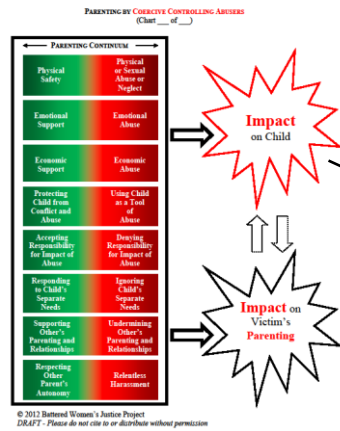 PARENTING BY COERCIVE CONTROLLING ABUSERS
(Chart ___ of ___)
PARENTING CONTINUUM
Physical
Safety
Physical
or Sexual
Abuse or
Neglect
Emotional
Support
Emotional
Abuse
Economic
Support
Economic
Abuse
Protecting
Child from
Conflict and
Abuse
Using Child
as a Tool
of
Abuse
Accepting
Responsibility
for Impact of
Abuse
Denying
Responsibility
for Impact of
Abuse
Responding
to Child's
Separate
Needs
Ignoring
Child's
Separate
Needs
Supporting
Other's
Parenting and
Relationships
Undermining
Other's
Parenting and
Relationships
Respecting
Other
Parent's
Autonomy
Relentless
Harassment
Impact
on Child
Impact on
Victim's
Parenting
© 2012 Battered Women's Justice Project
DRAFT - Please do not cite to or distribute without permission